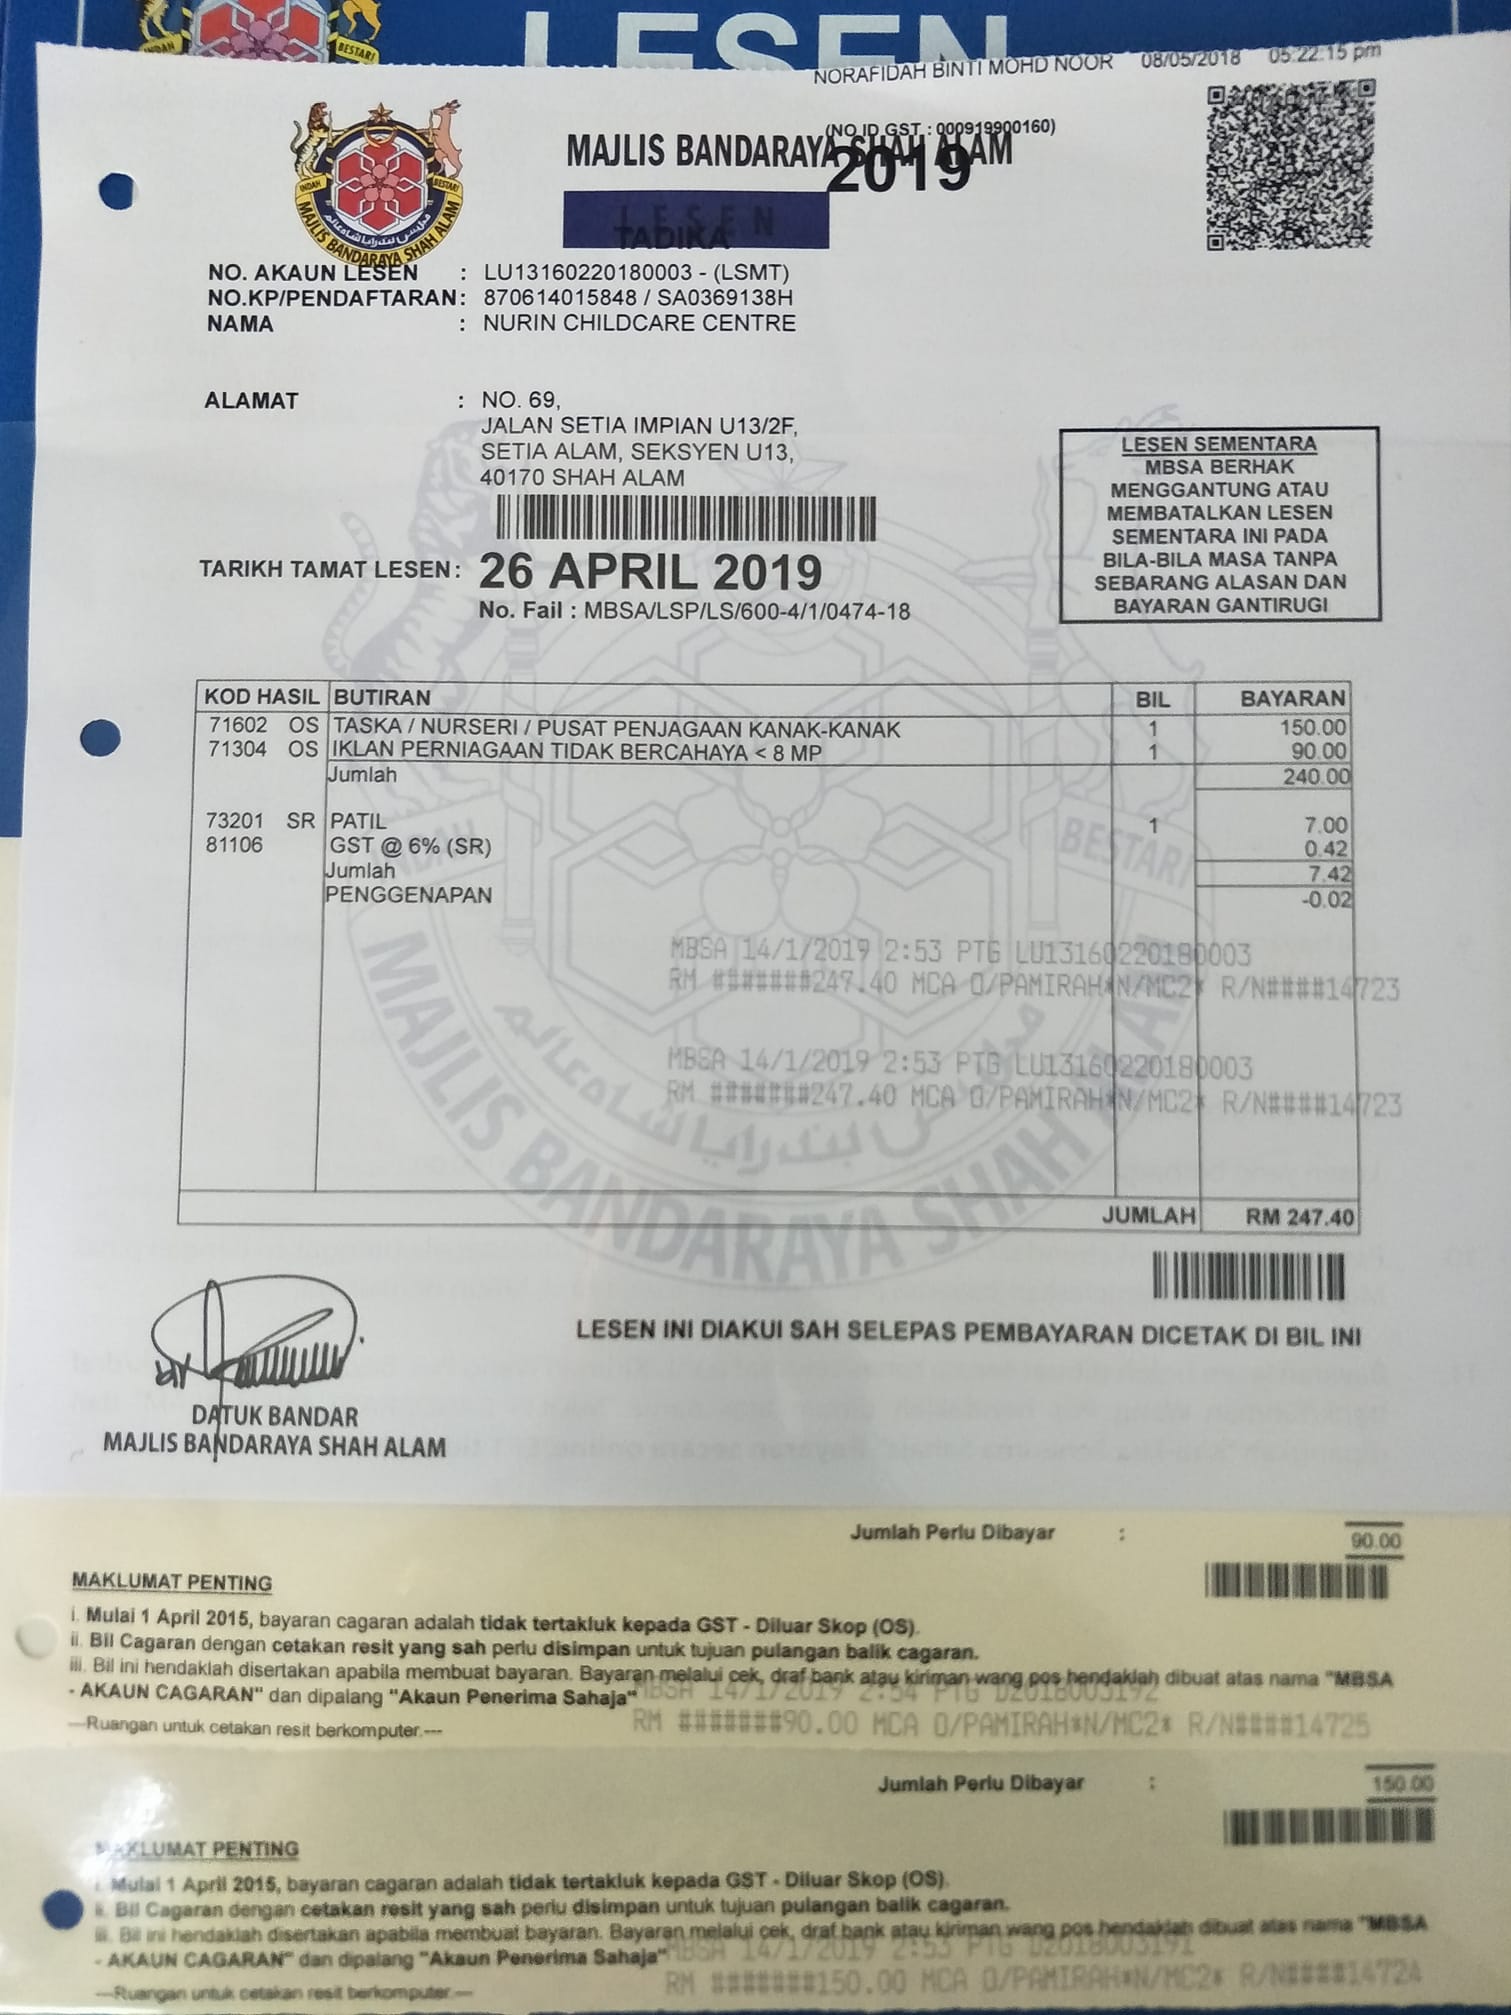 LESEN
INDAH
BESTARI
NORAFIDAH BINTI MOHD NOOR 08/05/2018 05:22:15 pm
(NO ID GST : 000919900160)
MAJLIS BANDARAYA SHAH ALAM
2019
LESEN
TADIKA
INDAH BESTARI
MAJLIS BANDARAYA SHAH ALAM
NO. AKAUN LESEN : LU13160220180003 - (LSMT)
NO.KP/PENDAFTARAN: 870614015848 / SA0369138H
NAMA : NURIN CHILDCARE CENTRE
ALAMAT : NO. 69,
JALAN SETIA IMPIAN U13/2F,
SETIA ALAM, SEKSYEN U13,
40170 SHAH ALAM
LESEN SEMENTARA
MBSA BERHAK
MENGGANTUNG ATAU
MEMBATALKAN LESEN
SEMENTARA INI PADA
BILA-BILA MASA TANPA
SEBARANG ALASAN DAN
BAYARAN GANTIRUGI
TARIKH TAMAT LESEN: 26 APRIL 2019
No. Fail : MBSA/LSP/LS/600-4/1/0474-18
KOD HASIL BUTIRAN BIL BAYARAN
71602 OS TASKA / NURSERI / PUSAT PENJAGAAN KANAK-KANAK 1 150.00
71304 OS IKLAN PERNIAGAAN TIDAK BERCAHAYA < 8 MP 1 90.00
Jumlah 240.00
73201 SR PATIL 1 7.00
81106 GST @ 6% (SR) 0.42
Jumlah 7.42
PENGGENAPAN -0.02
INDAH BESTARI
MBSA 14/1/2019 2:53 PTG LU13160220180003
RM #######247.40 MCA O/PAMIRAH*N/MC2* R/N####14723
MBSA 14/1/2019 2:53 PTG LU13160220180003
RM #######247.40 MCA O/PAMIRAH*N/MC2* R/N####14723
MAJLIS BANDARAYA SHAH ALAM
JUMLAH RM 247.40
LESEN INI DIAKUI SAH SELEPAS PEMBAYARAN DICETAK DI BIL INI
DATUK BANDAR
MAJLIS BANDARAYA SHAH ALAM
Jumlah Perlu Dibayar : 90.00
MAKLUMAT PENTING
i. Mulai 1 April 2015, bayaran cagaran adalah tidak tertakluk kepada GST - Diluar Skop (OS).
ii. Bil Cagaran dengan cetakan resit yang sah perlu disimpan untuk tujuan pulangan balik cagaran.
iii. Bil ini hendaklah disertakan apabila membuat bayaran. Bayaran melalui cek, draf bank atau kiriman wang pos hendaklah dibuat atas nama "MBSA
- AKAUN CAGARAN" dan dipalang "Akaun Penerima Sahaja"
MBSA 14/1/2019 2:54 PTG D2018003192
---Ruangan untuk cetakan resit berkomputer.---
RM #######90.00 MCA O/PAMIRAH*N/MC2* R/N####14725
Jumlah Perlu Dibayar : 150.00
MAKLUMAT PENTING
i. Mulai 1 April 2015, bayaran cagaran adalah tidak tertakluk kepada GST - Diluar Skop (OS).
ii. Bil Cagaran dengan cetakan resit yang sah perlu disimpan untuk tujuan pulangan balik cagaran.
iii. Bil ini hendaklah disertakan apabila membuat bayaran. Bayaran melalui cek, draf bank atau kiriman wang pos hendaklah dibuat atas nama "MBSA
- AKAUN CAGARAN" dan dipalang "Akaun Penerima Sahaja"
MBSA 14/1/2019 2:53 PTG D2018003191
---Ruangan untuk cetakan resit berkomputer.---
RM #######150.00 MCA O/PAMIRAH*N/MC2* R/N####14724